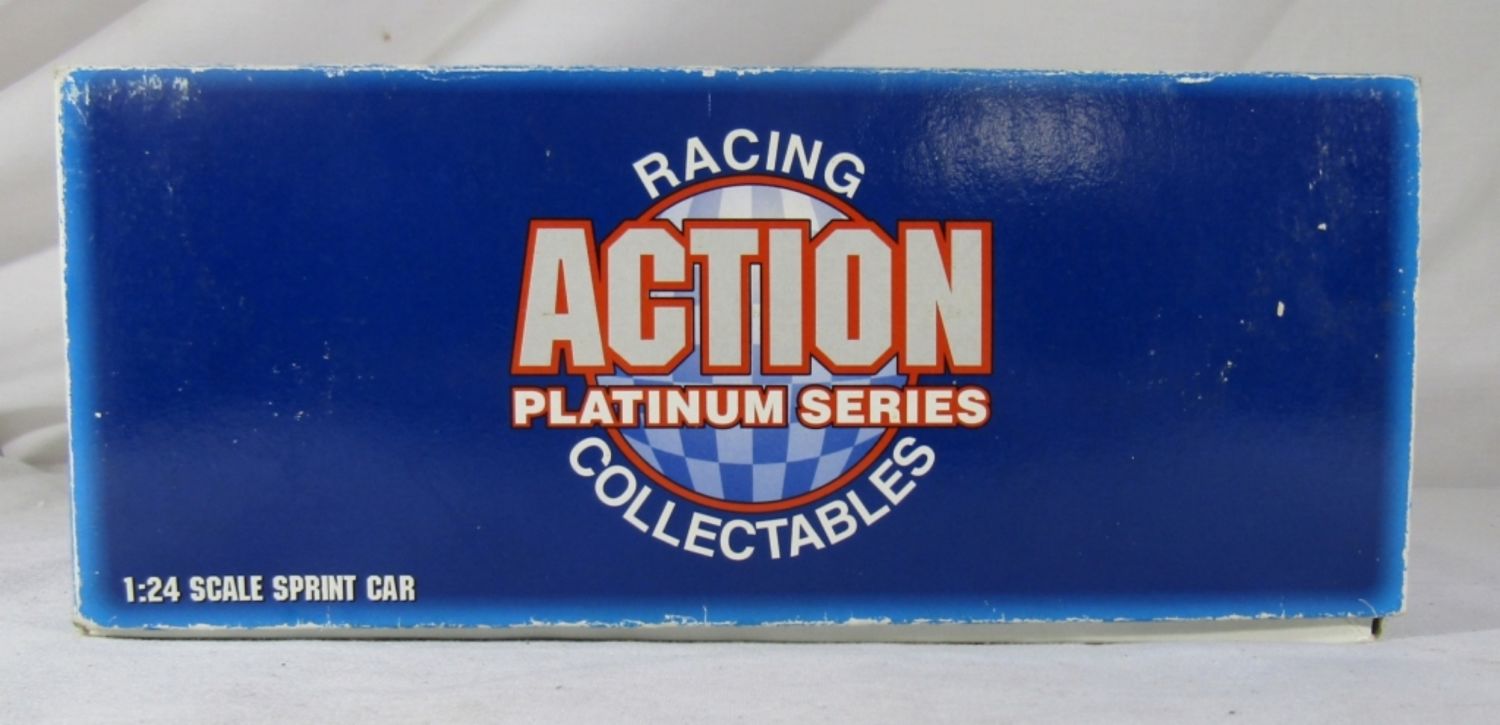 RACING
ACTION
PLATINUM SERIES
COLLECTABLES
1:24 SCALE SPRINT CAR